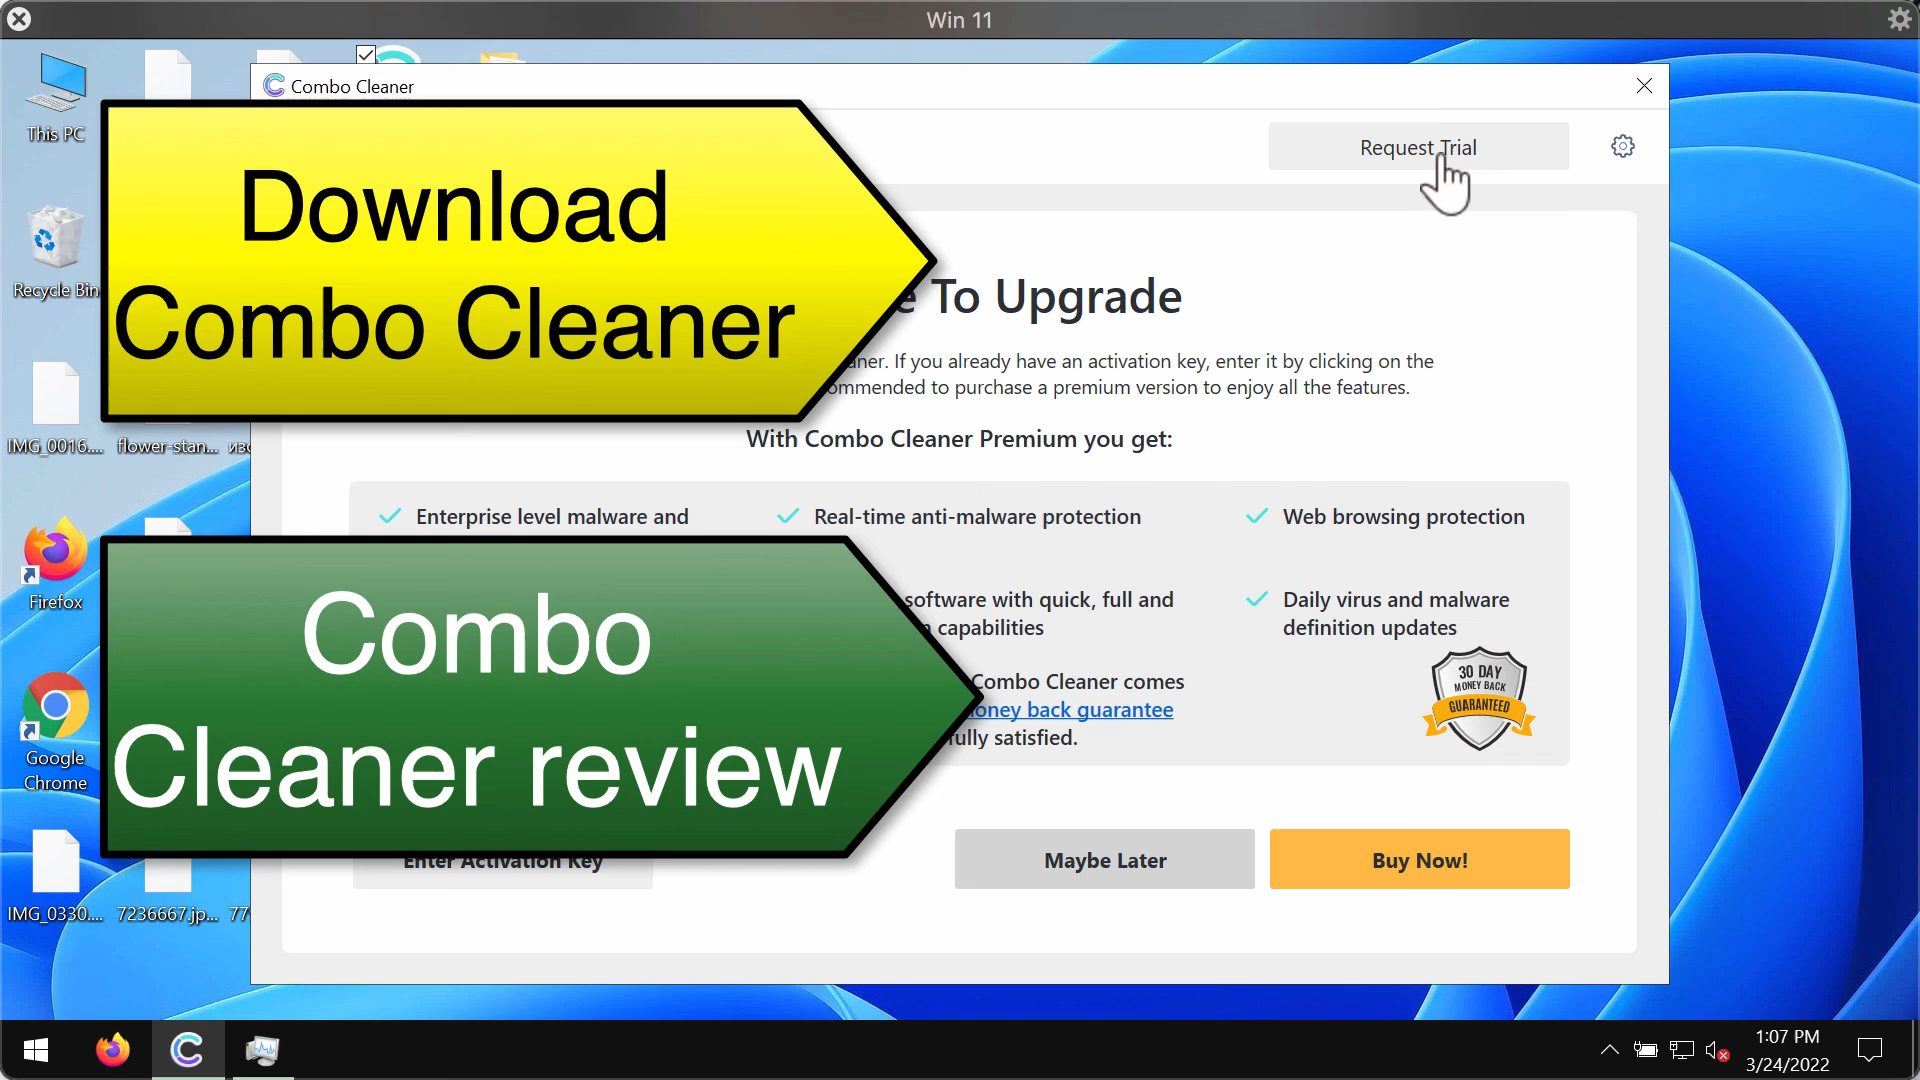 Win 11
Combo Cleaner
This PC
Request Trial
Download
Combo Cleaner
Recycle Bin
To Upgrade
If you already have an activation key, enter it by clicking on the
to purchase a premium version to enjoy all the features.
With Combo Cleaner Premium you get:
IMG_0016....
flower-stan...
Enterprise level malware and
Real-time anti-malware protection
Web browsing protection
Combo
Cleaner review
software with quick, full and
capabilities
Daily virus and malware
definition updates
Firefox
Combo Cleaner comes
money back guarantee
fully satisfied.
30 DAY
MONEY BACK
GUARANTEED
Google
Chrome
Enter Activation Key
Maybe Later
Buy Now!
IMG_0330....
7236667.jp...
1:07 PM
3/24/2022